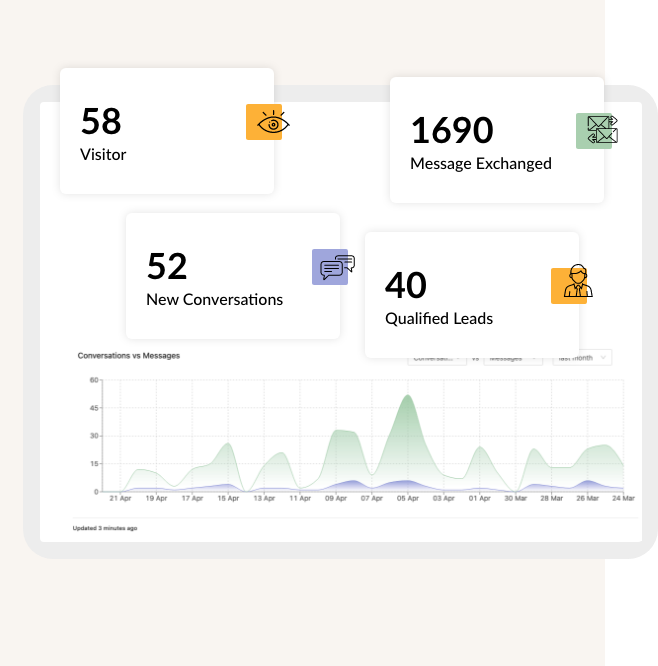 58
Visitor
1690
Message Exchanged
52
New Conversations
40
Qualified Leads
Conversations vs Messages
Conversati... vs Messages last month
60
45
30
15
0
21 Apr 19 Apr 17 Apr 15 Apr 13 Apr 11 Apr 09 Apr 07 Apr 05 Apr 03 Apr 01 Apr 30 Mar 28 Mar 26 Mar 24 Mar
Updated 3 minutes ago